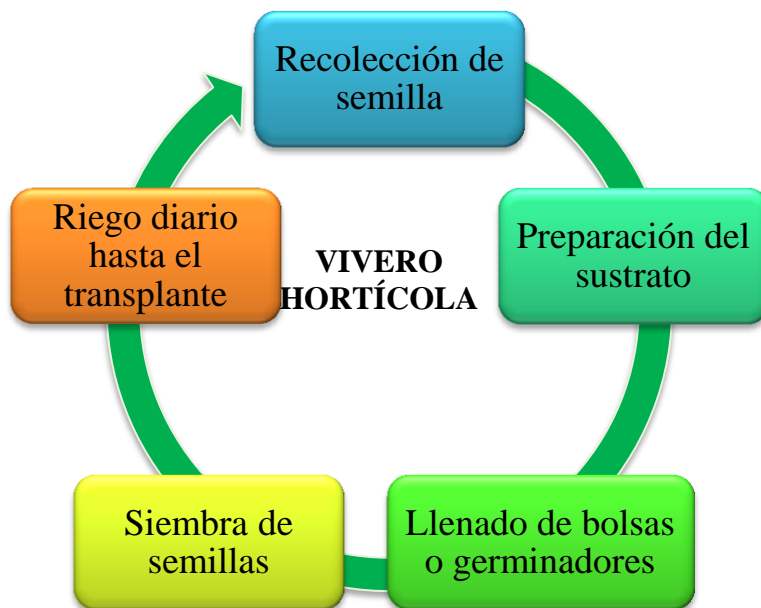 Recolección de
semilla
Preparación del
sustrato
Llenado de bolsas
o germinadores
Siembra de
semillas
Riego diario
hasta el
transplante
VIVERO
HORTÍCOLA